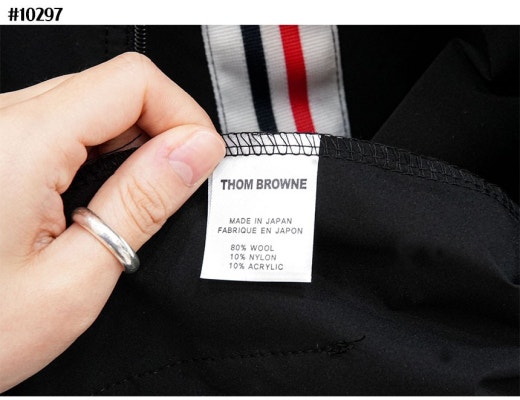 #10297
THOM BROWNE
MADE IN JAPAN
FABRIQUE EN JAPON
80% WOOL
10% NYLON
10% ACRYLIC